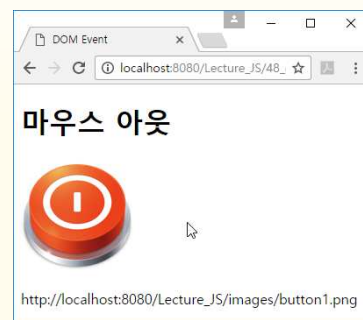 DOM Event
localhost:8080/Lecture_JS/48_
마우스 아웃
http://localhost:8080/Lecture_JS/images/button1.png